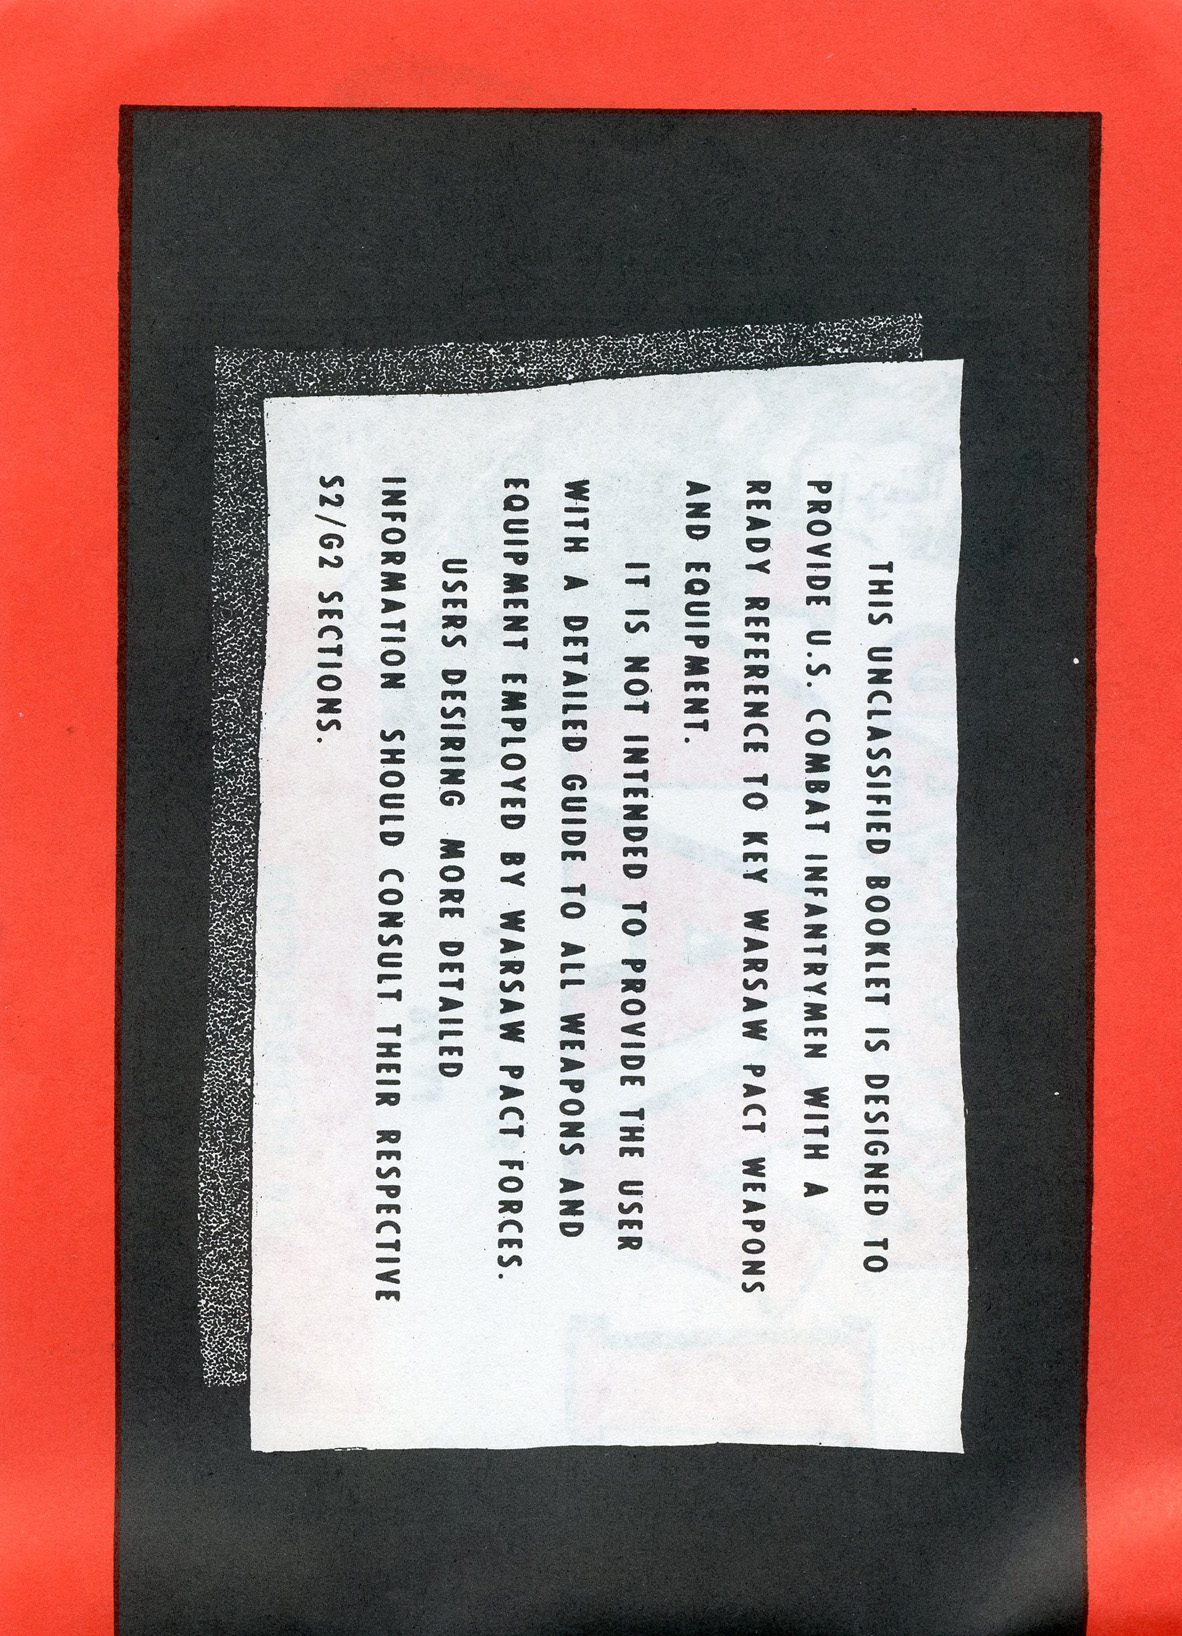 THIS UNCLASSIFIED BOOKLET IS DESIGNED TO
PROVIDE U.S. COMBAT INFANTRYMEN WITH A
READY REFERENCE TO KEY WARSAW PACT WEAPONS
AND EQUIPMENT.
IT IS NOT INTENDED TO PROVIDE THE USER
WITH A DETAILED GUIDE TO ALL WEAPONS AND
EQUIPMENT EMPLOYED BY WARSAW PACT FORCES.
USERS DESIRING MORE DETAILED
INFORMATION SHOULD CONSULT THEIR RESPECTIVE
S2/G2 SECTIONS.